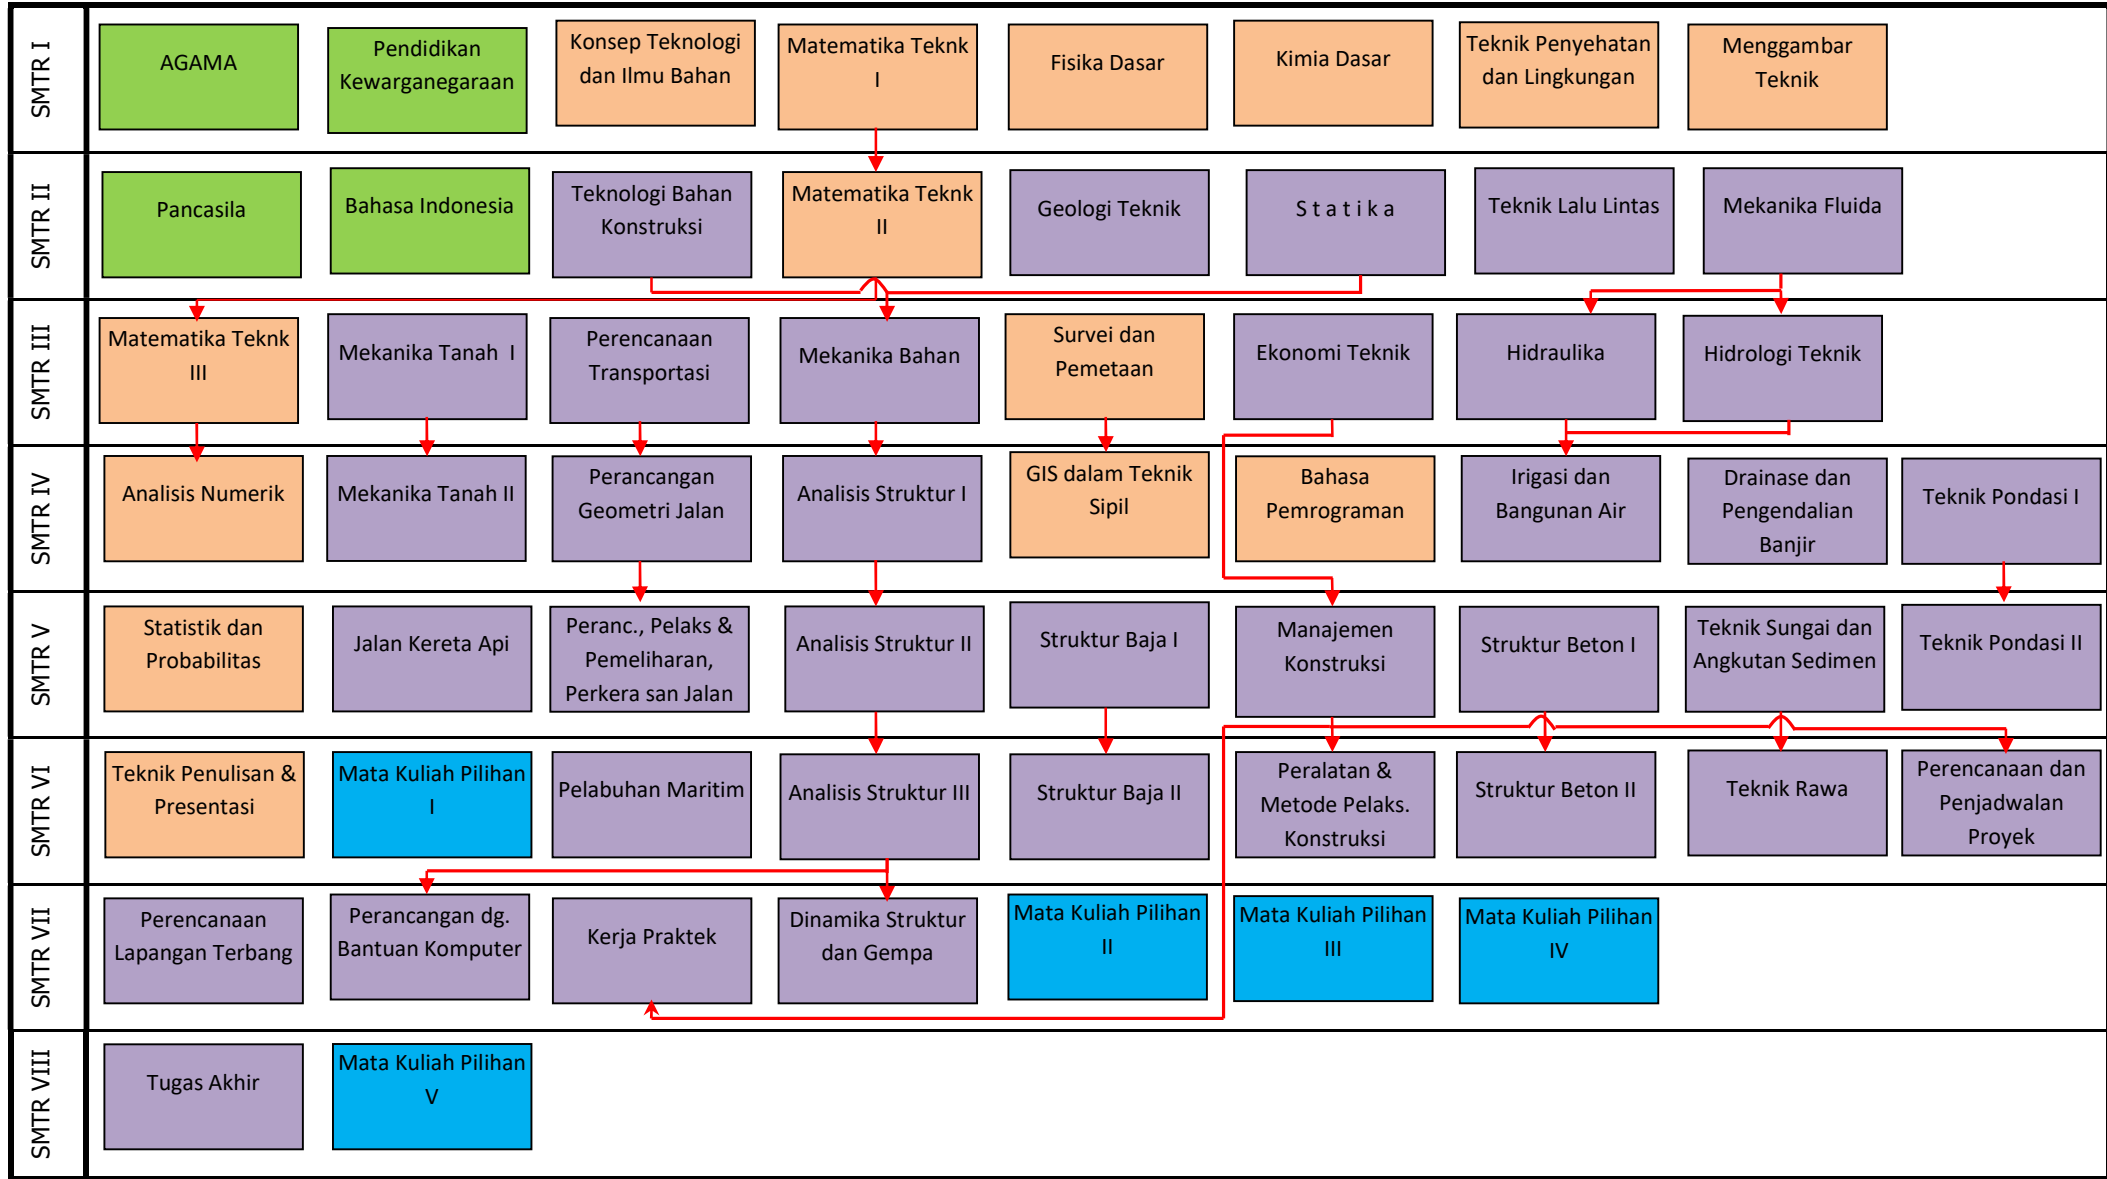 SMTR I
AGAMA
Pendidikan
Kewarganegaraan
Konsep Teknologi
dan Ilmu Bahan
Matematika Teknk
I
Fisika Dasar
Kimia Dasar
Teknik Penyehatan
dan Lingkungan
Menggambar
Teknik
SMTR II
Pancasila
Bahasa Indonesia
Teknologi Bahan
Konstruksi
Matematika Teknk
II
Geologi Teknik
S t a t i k a
Teknik Lalu Lintas
Mekanika Fluida
SMTR III
Matematika Teknk
III
Mekanika Tanah I
Perencanaan
Transportasi
Mekanika Bahan
Survei dan
Pemetaan
Ekonomi Teknik
Hidraulika
Hidrologi Teknik
SMTR IV
Analisis Numerik
Mekanika Tanah II
Perancangan
Geometri Jalan
Analisis Struktur I
GIS dalam Teknik
Sipil
Bahasa
Pemrograman
Irigasi dan
Bangunan Air
Drainase dan
Pengendalian
Banjir
Teknik Pondasi I
SMTR V
Statistik dan
Probabilitas
Jalan Kereta Api
Peranc., Pelaks &
Pemeliharan,
Perkera san Jalan
Analisis Struktur II
Struktur Baja I
Manajemen
Konstruksi
Struktur Beton I
Teknik Sungai dan
Angkutan Sedimen
Teknik Pondasi II
SMTR VI
Teknik Penulisan &
Presentasi
Mata Kuliah Pilihan
I
Pelabuhan Maritim
Analisis Struktur III
Struktur Baja II
Peralatan &
Metode Pelaks.
Konstruksi
Struktur Beton II
Teknik Rawa
Perencanaan dan
Penjadwalan
Proyek
SMTR VII
Perencanaan
Lapangan Terbang
Perancangan dg.
Bantuan Komputer
Kerja Praktek
Dinamika Struktur
dan Gempa
Mata Kuliah Pilihan
II
Mata Kuliah Pilihan
III
Mata Kuliah Pilihan
IV
SMTR VIII
Tugas Akhir
Mata Kuliah Pilihan
V